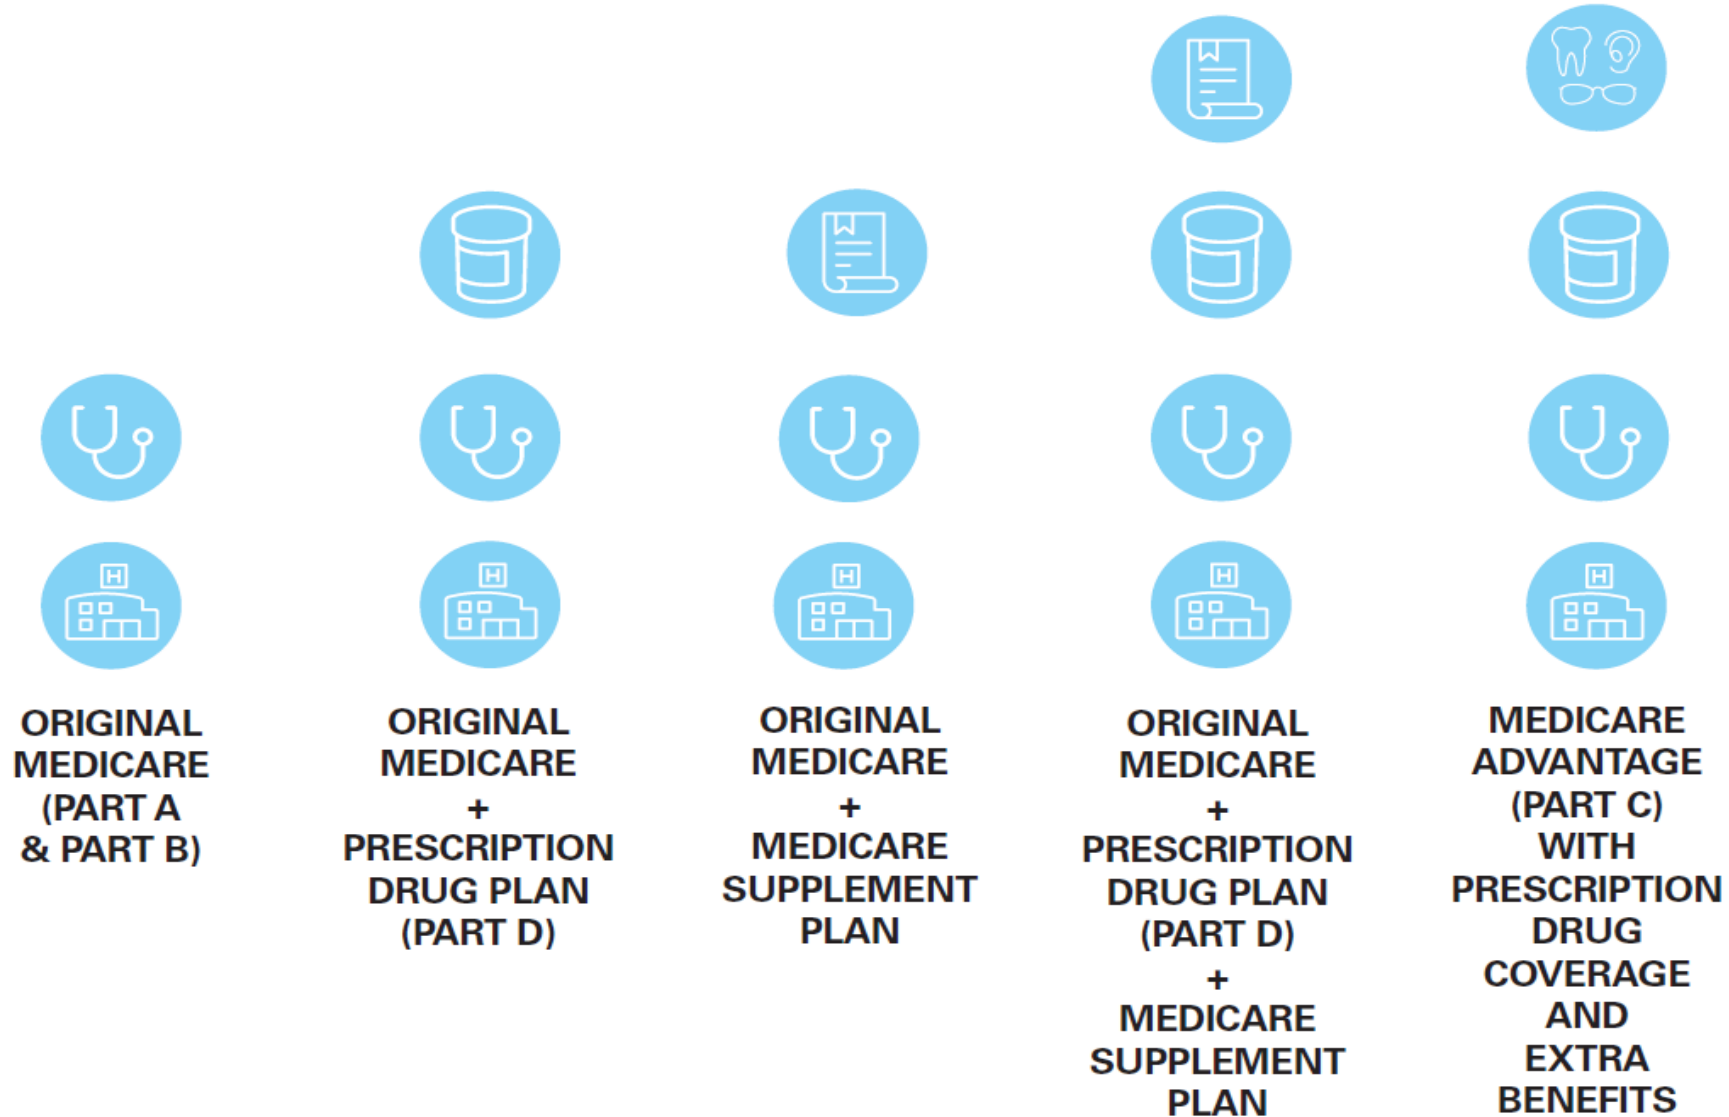 H
H
H
H
H
ORIGINAL
MEDICARE
(PART A
& PART B)
ORIGINAL
MEDICARE
+
PRESCRIPTION
DRUG PLAN
(PART D)
ORIGINAL
MEDICARE
+
MEDICARE
SUPPLEMENT
PLAN
ORIGINAL
MEDICARE
+
PRESCRIPTION
DRUG PLAN
(PART D)
+
MEDICARE
SUPPLEMENT
PLAN
MEDICARE
ADVANTAGE
(PART C)
WITH
PRESCRIPTION
DRUG
COVERAGE
AND
EXTRA
BENEFITS